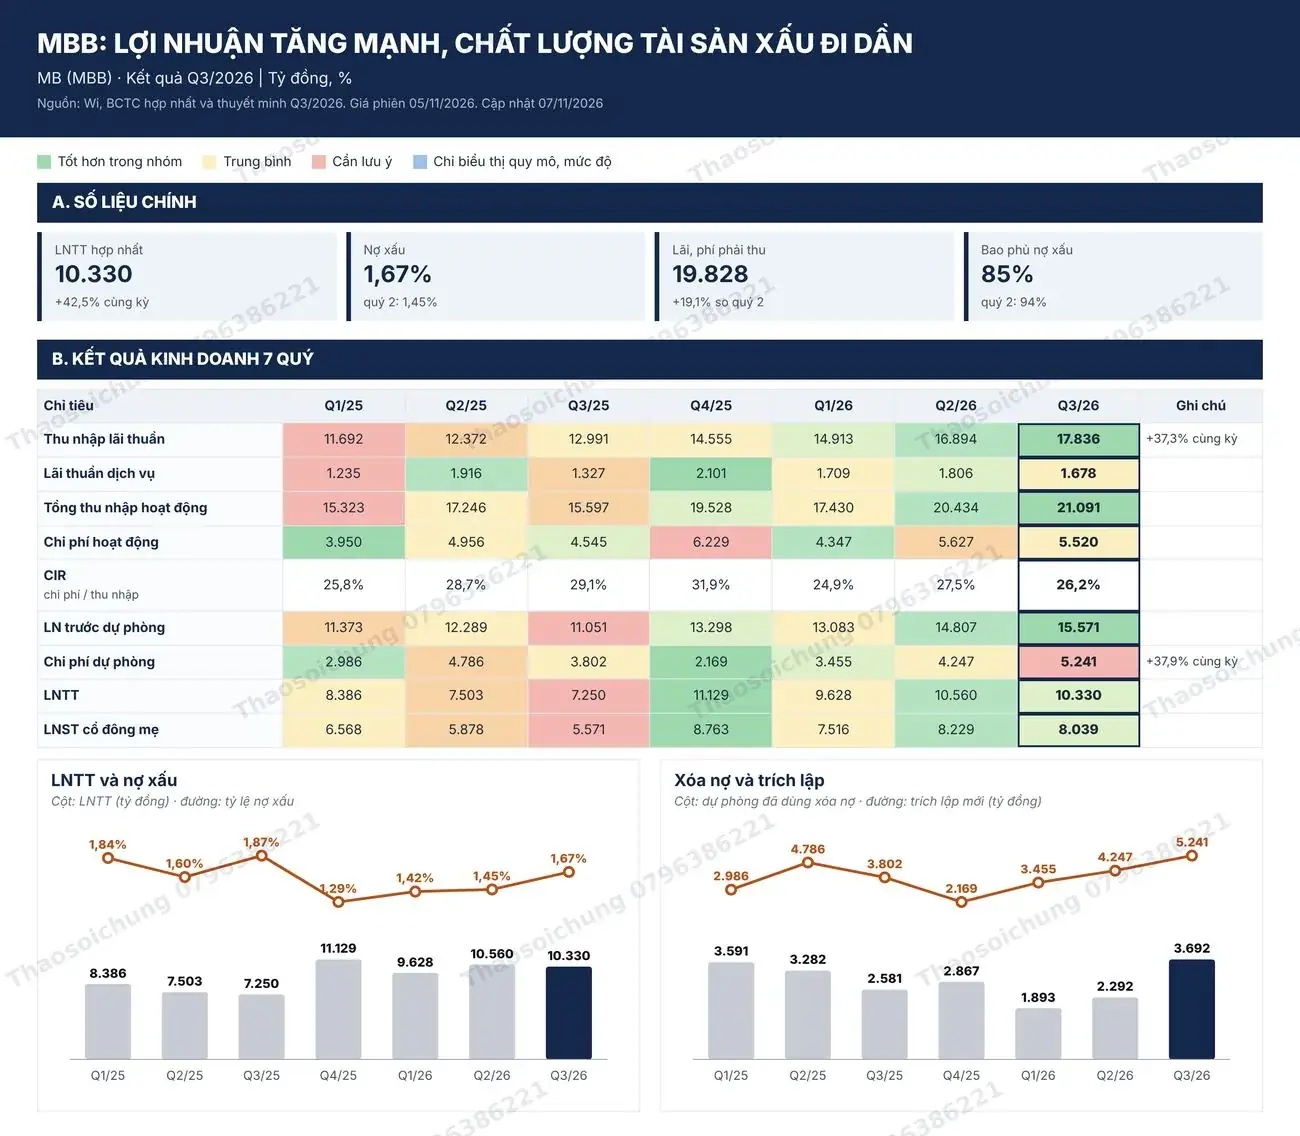 MBB: LỢI NHUẬN TĂNG MẠNH, CHẤT LƯỢNG TÀI SẢN XẤU ĐI DẦN
MB (MBB) · Kết quả Q3/2026 | Tỷ đồng, %
Nguồn: Wi, BCTC hợp nhất và thuyết minh Q3/2026. Giá phiên 05/11/2026. Cập nhật 07/11/2026
Tốt hơn trong nhóm Trung bình Cần lưu ý Chỉ biểu thị quy mô, mức độ
A. SỐ LIỆU CHÍNH
LNTT hợp nhất Nợ xấu Lãi, phí phải thu Bao phủ nợ xấu
10.330 1,67% 19.828 85%
+42,5% cùng kỳ quý 2: 1,45% +19,1% so quý 2 quý 2: 94%
B. KẾT QUẢ KINH DOANH 7 QUÝ
Chỉ tiêu Q1/25 Q2/25 Q3/25 Q4/25 Q1/26 Q2/26 Q3/26 Ghi chú
Thu nhập lãi thuần 11.692 12.372 12.991 14.555 14.913 16.894 17.836 +37,3% cùng kỳ
Lãi thuần dịch vụ 1.235 1.916 1.327 2.101 1.709 1.806 1.678
Tổng thu nhập hoạt động 15.323 17.246 15.597 19.528 17.430 20.434 21.091
Chi phí hoạt động 3.950 4.956 4.545 6.229 4.347 5.627 5.520
CIR
chi phí / thu nhập 25,8% 28,7% 29,1% 31,9% 24,9% 27,5% 26,2%
LN trước dự phòng 11.373 12.289 11.051 13.298 13.083 14.807 15.571
Chi phí dự phòng 2.986 4.786 3.802 2.169 3.455 4.247 5.241 +37,9% cùng kỳ
LNTT 8.386 7.503 7.250 11.129 9.628 10.560 10.330
LNST cổ đông mẹ 6.568 5.878 5.571 8.763 7.516 8.229 8.039
LNTT và nợ xấu
Cột: LNTT (tỷ đồng) · đường: tỷ lệ nợ xấu
1,84% 1,60% 1,87% 1,29% 1,42% 1,45% 1,67%
8.386 7.503 7.250 11.129 9.628 10.560 10.330
Q1/25 Q2/25 Q3/25 Q4/25 Q1/26 Q2/26 Q3/26
Xóa nợ và trích lập
Cột: dự phòng đã dùng xóa nợ · đường: trích lập mới (tỷ đồng)
2.986 4.786 3.802 2.169 3.455 4.247 5.241
3.591 3.282 2.581 2.867 1.893 2.292 3.692
Q1/25 Q2/25 Q3/25 Q4/25 Q1/26 Q2/26 Q3/26
Thaosoichung 0796386221